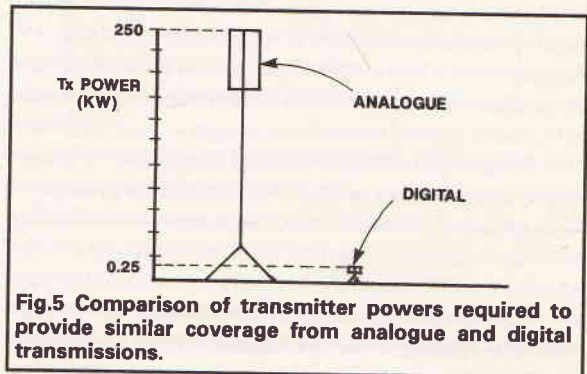 250
Tx POWER
(KW)
ANALOGUE
DIGITAL
0.25
Fig.5 Comparison of transmitter powers required to
provide similar coverage from analogue and digital
transmissions.